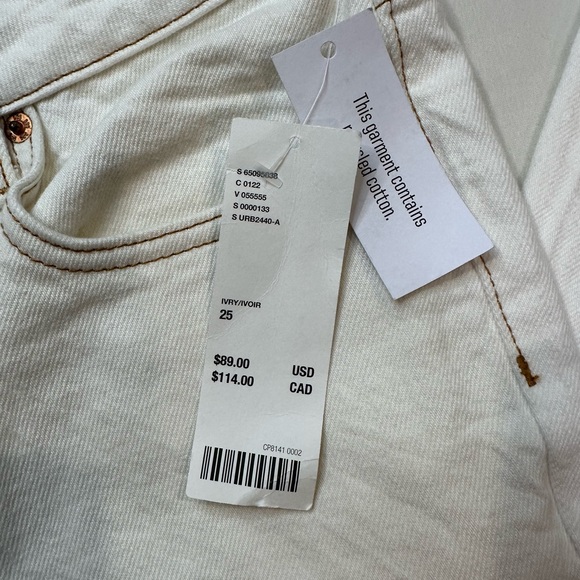 This garment contains
cotton.
S 65095838
C 0122
V 055555
S 0000133
S URB2440-A
IVRY/IVOIR
25
$89.00 USD
$114.00 CAD
CP8141 0002